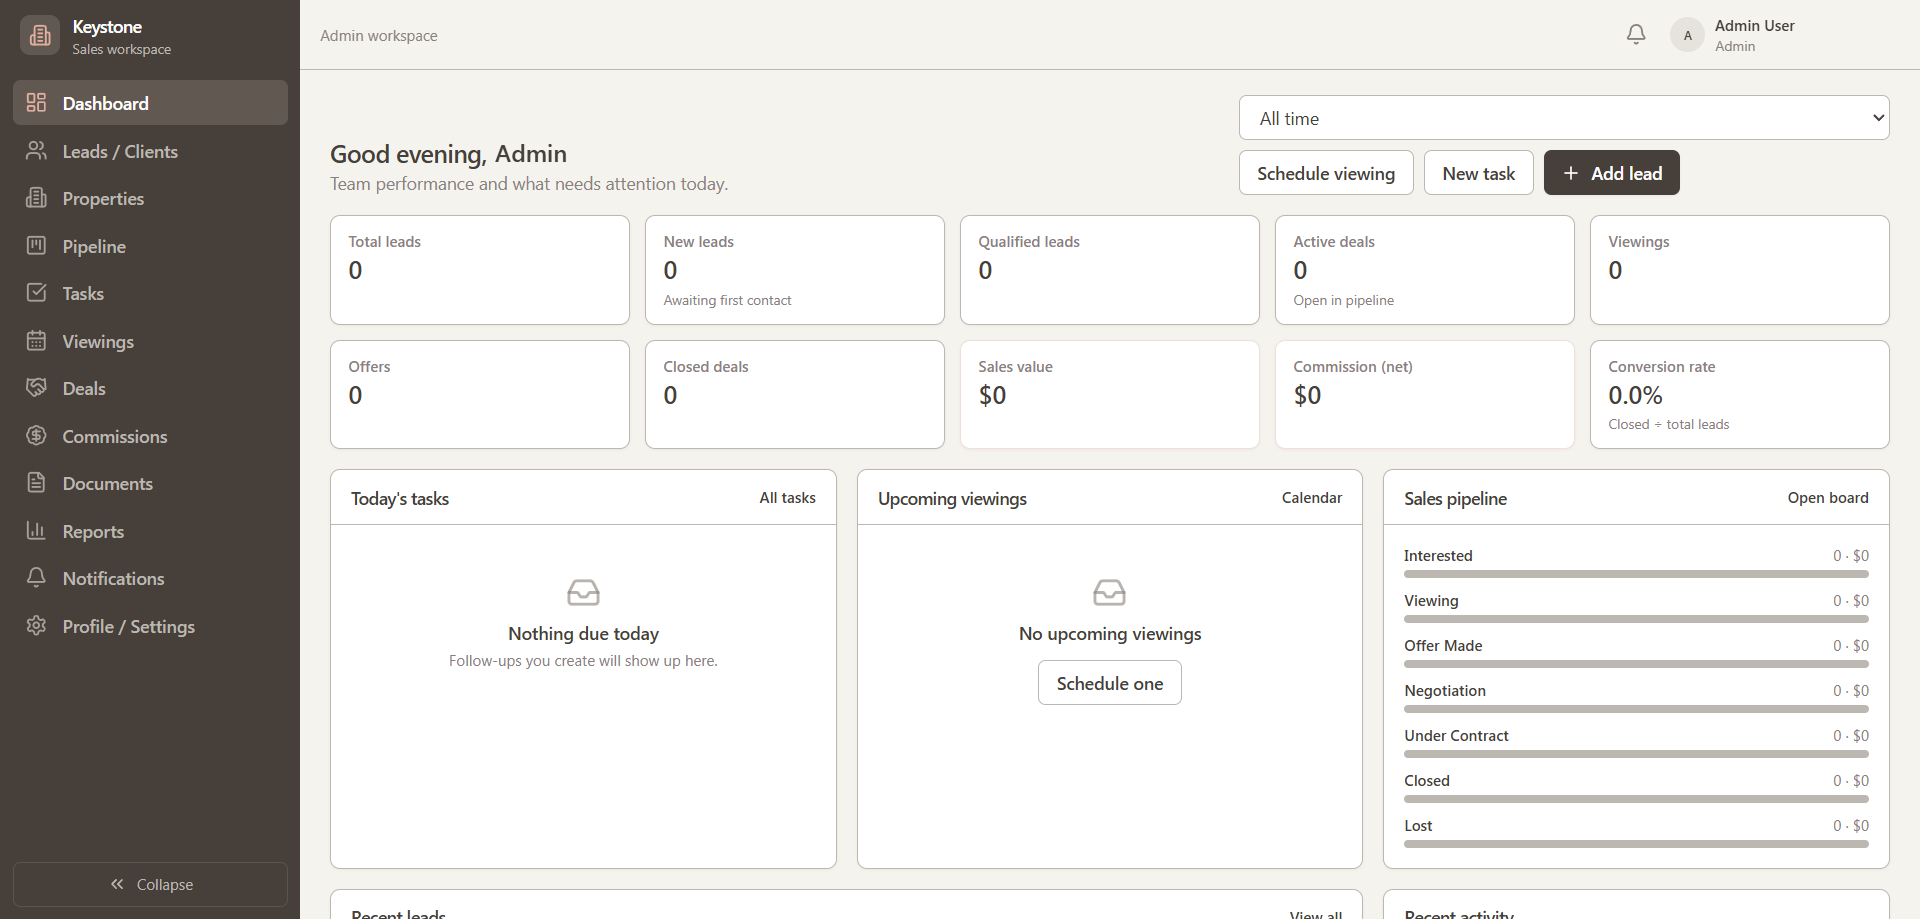 Keystone
Sales workspace
Dashboard
Leads / Clients
Properties
Pipeline
Tasks
Viewings
Deals
Commissions
Documents
Reports
Notifications
Profile / Settings
Collapse
Admin workspace
A
Admin User
Admin
Good evening, Admin
Team performance and what needs attention today.
All time
Schedule viewing
New task
Add lead
Total leads
0
New leads
0
Awaiting first contact
Qualified leads
0
Active deals
0
Open in pipeline
Viewings
0
Offers
0
Closed deals
0
Sales value
$0
Commission (net)
$0
Conversion rate
0.0%
Closed ÷ total leads
Today's tasks
All tasks
Nothing due today
Follow-ups you create will show up here.
Upcoming viewings
Calendar
No upcoming viewings
Schedule one
Sales pipeline
Open board
Interested 0 · $0
Viewing 0 · $0
Offer Made 0 · $0
Negotiation 0 · $0
Under Contract 0 · $0
Closed 0 · $0
Lost 0 · $0
Recent leads
View all
Recent activity